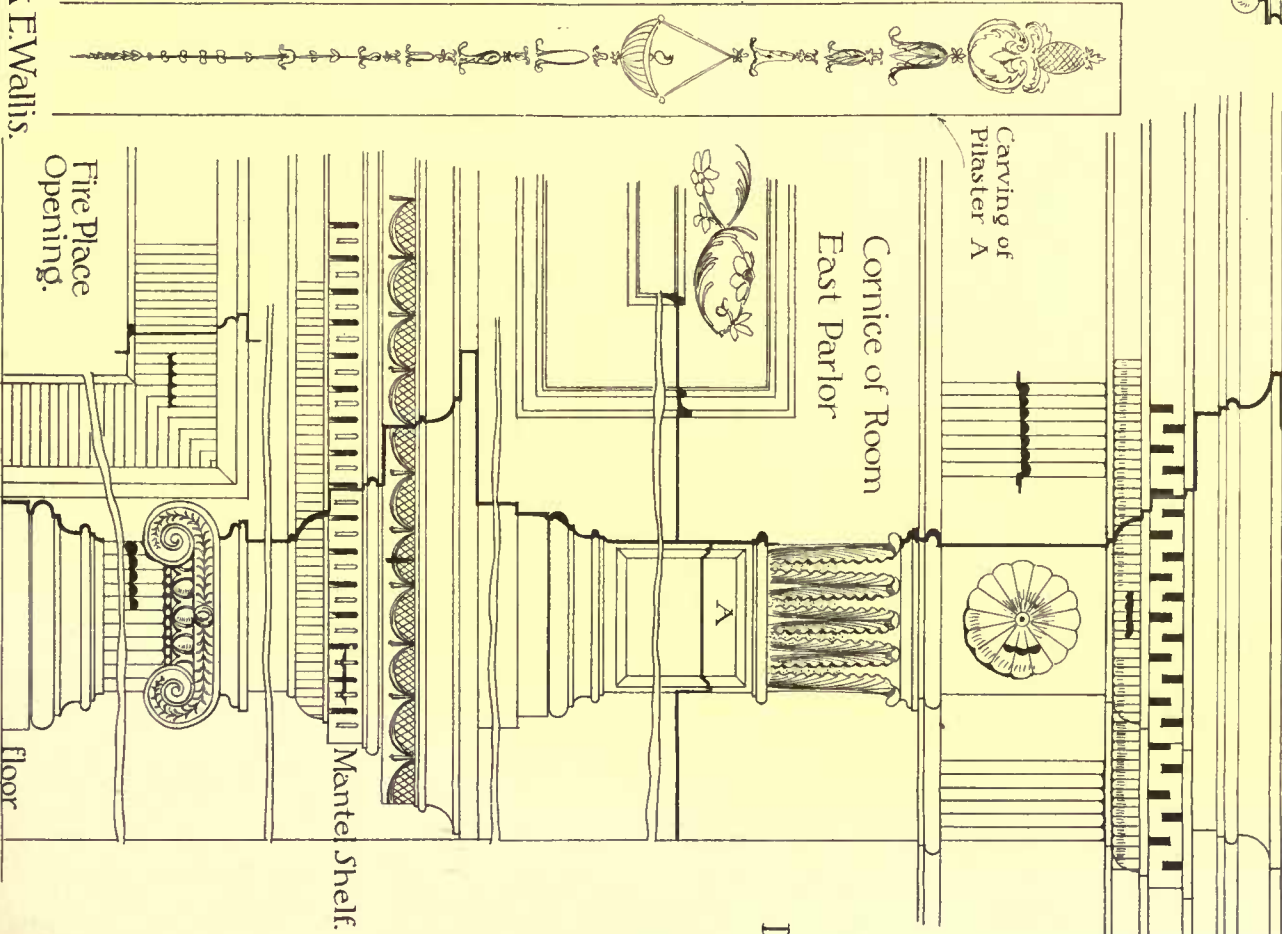 Carving of
Pilaster A
Cornice of Room
East Parlor
A
Mantel Shelf.
Fire Place
Opening.
floor
E.Wallis.